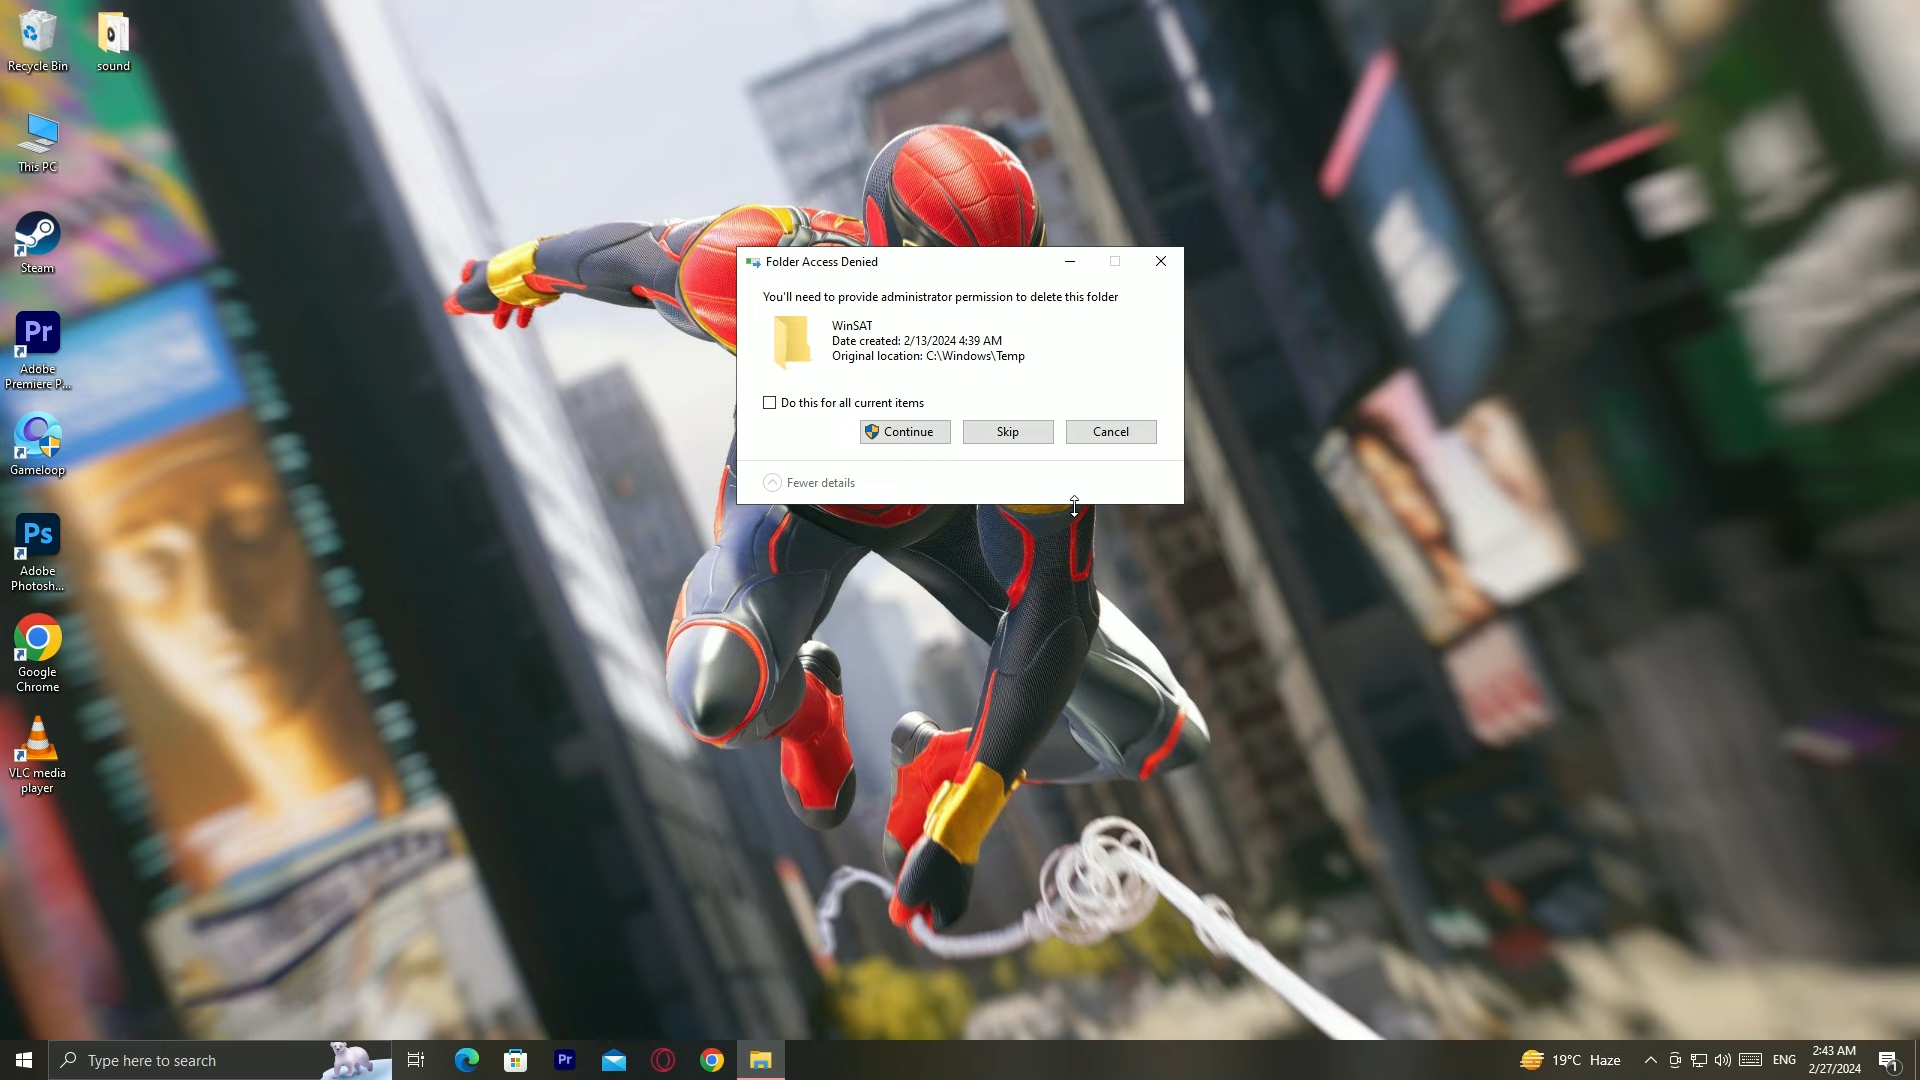 Recycle Bin
sound
This PC
Steam
Pr
Adobe
Premiere P...
Gameloop
Ps
Adobe
Photosh...
Google
Chrome
VLC media
player
Folder Access Denied
You'll need to provide administrator permission to delete this folder
WinSAT
Date created: 2/13/2024 4:39 AM
Original location: C:\Windows\Temp
Do this for all current items
Continue
Skip
Cancel
Fewer details
Type here to search
Pr
19°C Haze
ENG
2:43 AM
2/27/2024
1